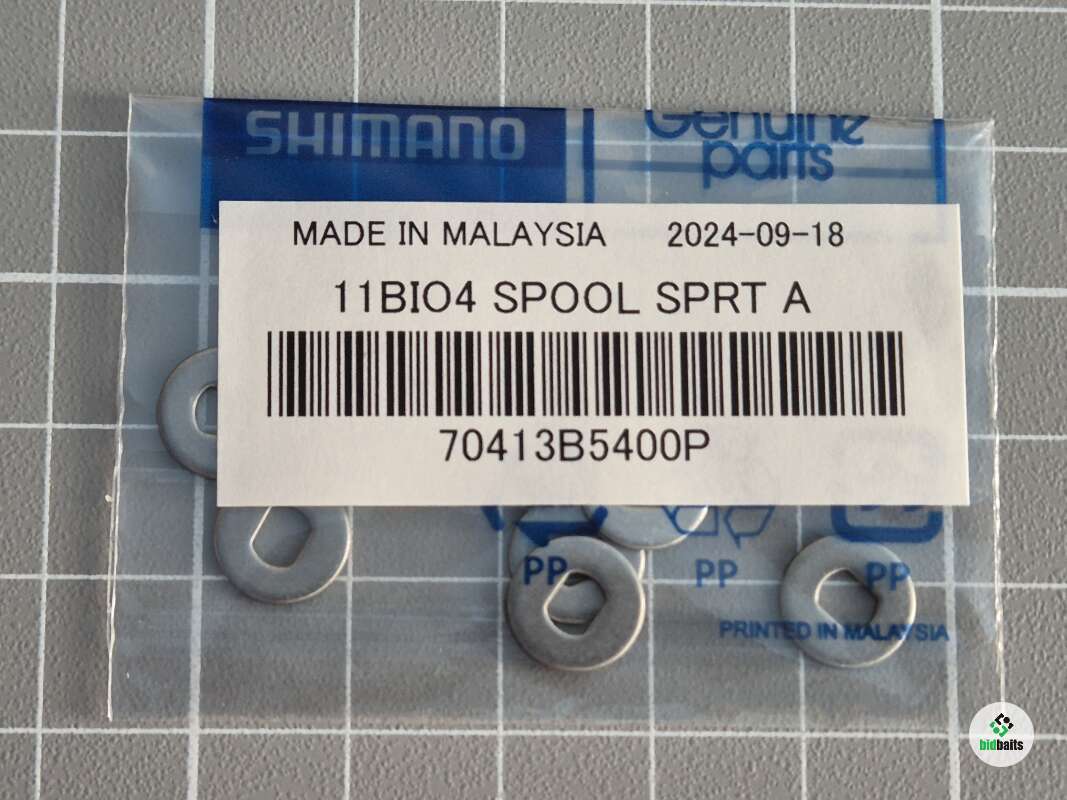 SHIMANO
Genuine
parts
MADE IN MALAYSIA 2024-09-18
11BIO4 SPOOL SPRT A
70413B5400P
PP PP PP
PRINTED IN MALAYSIA
bidbaits